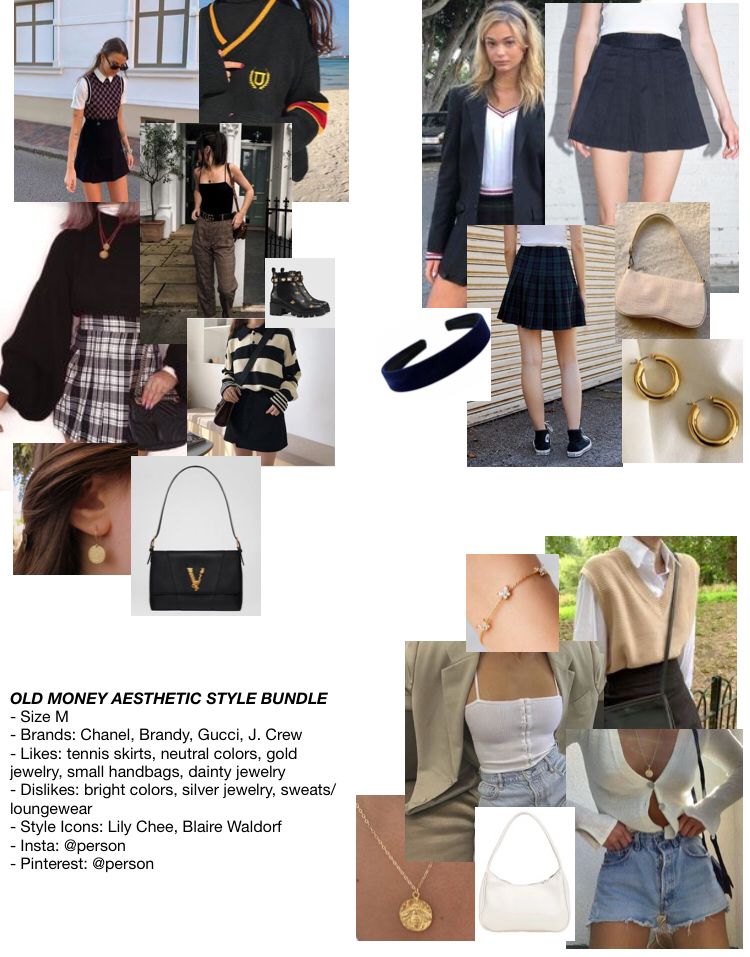 OLD MONEY AESTHETIC STYLE BUNDLE
- Size M
- Brands: Chanel, Brandy, Gucci, J. Crew
- Likes: tennis skirts, neutral colors, gold
jewelry, small handbags, dainty jewelry
- Dislikes: bright colors, silver jewelry, sweats/
loungewear
- Style Icons: Lily Chee, Blaire Waldorf
- Insta: @person
- Pinterest: @person